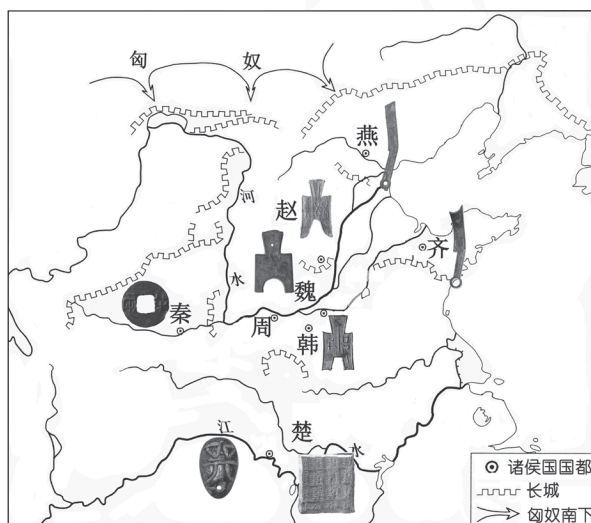 匈 奴
燕
河
赵
齐
水
魏
秦
周
韩
江
楚
水
诸侯国国都
长城
匈奴南下